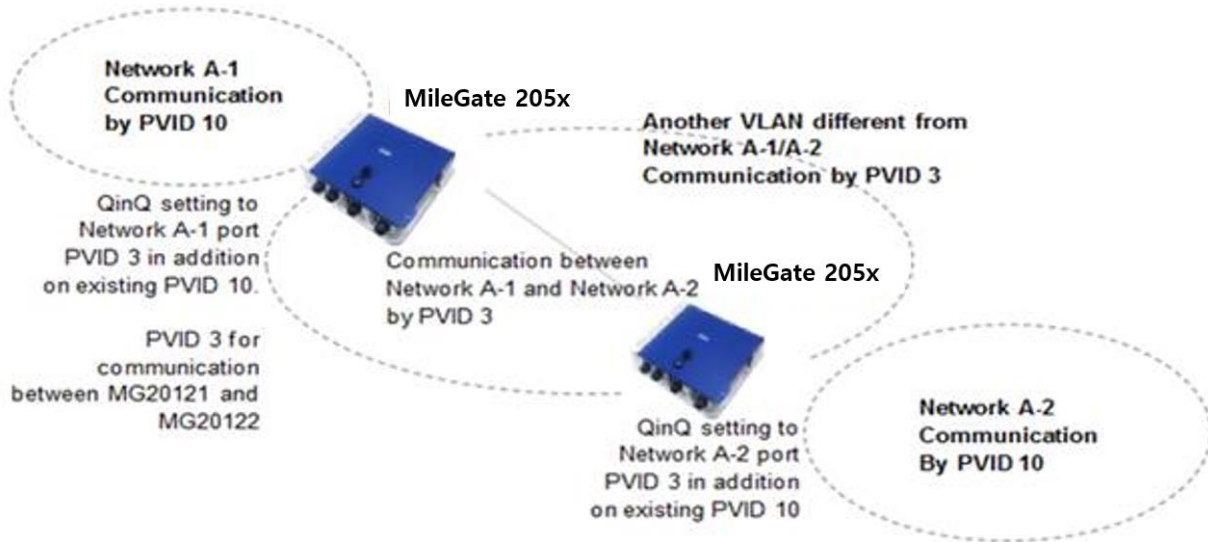 Network A-1
Communication
by PVID 10
MileGate 205x
Another VLAN different from
Network A-1/A-2
Communication by PVID 3
QinQ setting to
Network A-1 port
PVID 3 in addition
on existing PVID 10.
PVID 3 for
communication
between MG20121 and
MG20122
Communication between
Network A-1 and Network A-2
by PVID 3
MileGate 205x
QinQ setting to
Network A-2 port
PVID 3 in addition
on existing PVID 10
Network A-2
Communication
By PVID 10